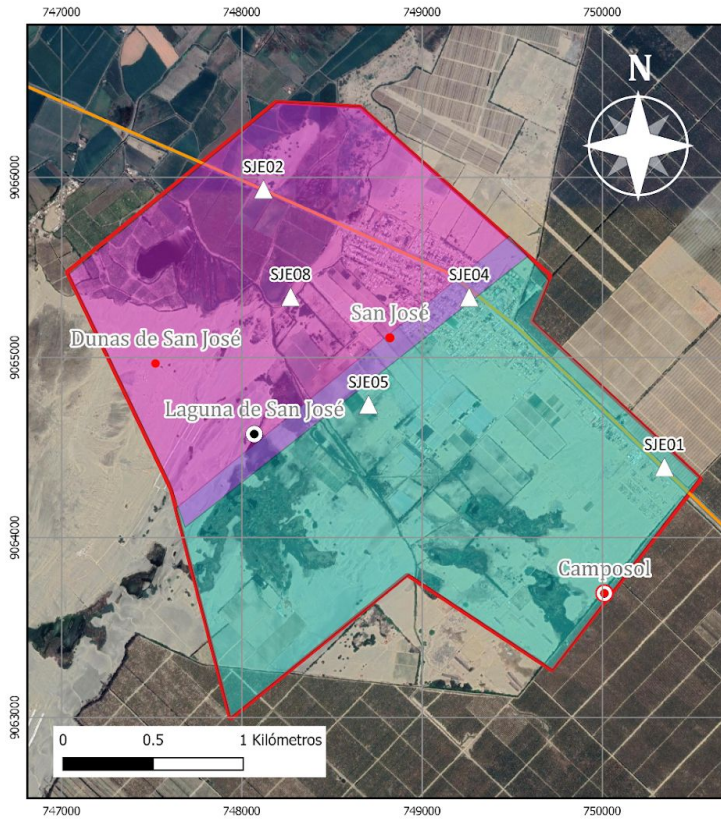 747000 748000 749000 750000
N
9066000
SJE02
SJE08 SJE04
San José
Dunas de San José
9065000
SJE05
Laguna de San José
SJE01
9064000
Camposol
9063000
0 0.5 1 Kilómetros
747000 748000 749000 750000